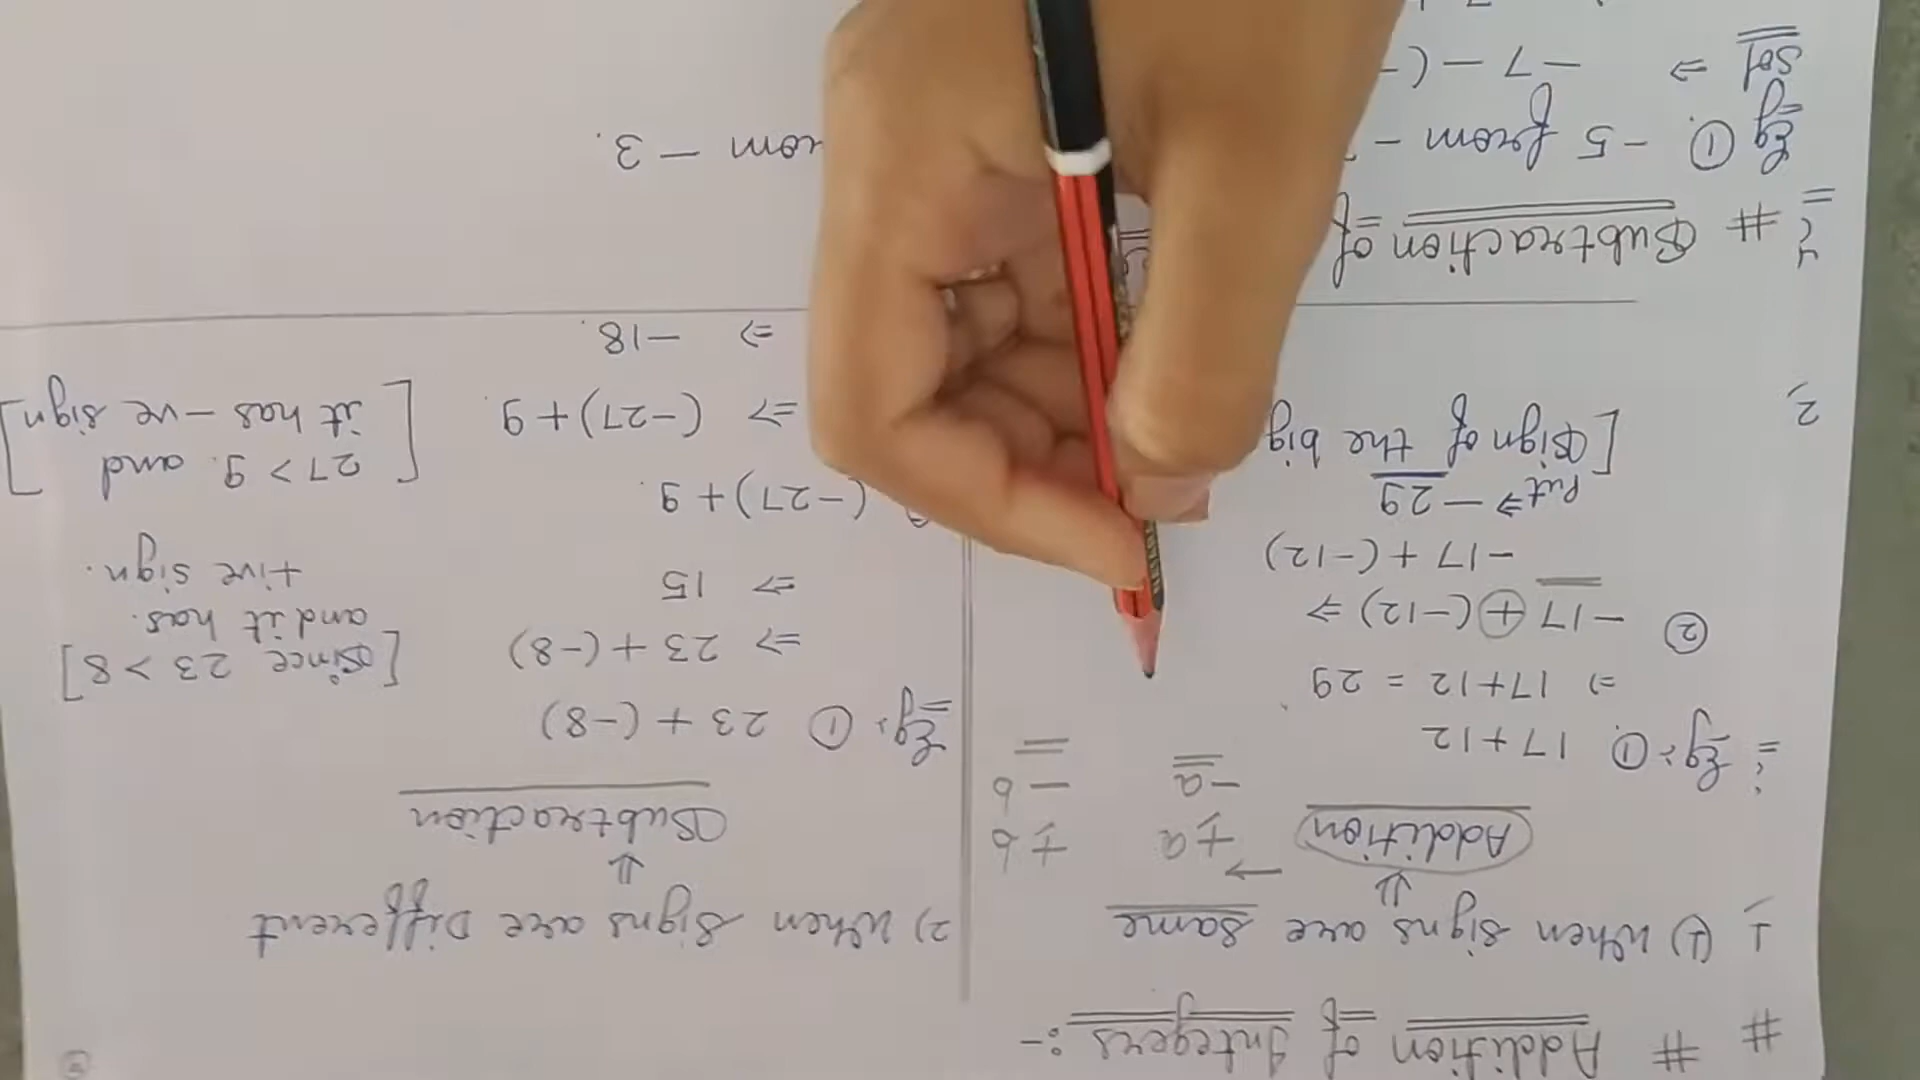 # # Addition of Integers :-
1 (1) When signs are same
⇓
Addition → +a +b
-a -b
i Eg:- ① 17 + 12
⇒ 17+12 = 29
② -17 + (-12) ⇒
-17 + (-12)
Put ⇒ -29
[Sign of the big
2,
2) When signs are Different
⇓
Subtraction
Eg:- ① 23 + (-8)
⇒ 23 + (-8) [Since 23 > 8]
and it has
⇒ 15 +ive sign.
(-27) + 9
⇒ (-27) + 9 [27 > 9 and
it has -ve sign]
⇒ -18.
# Subtraction of
Eg ① -5 from - -3.
Sol ⇒ -7 - (-